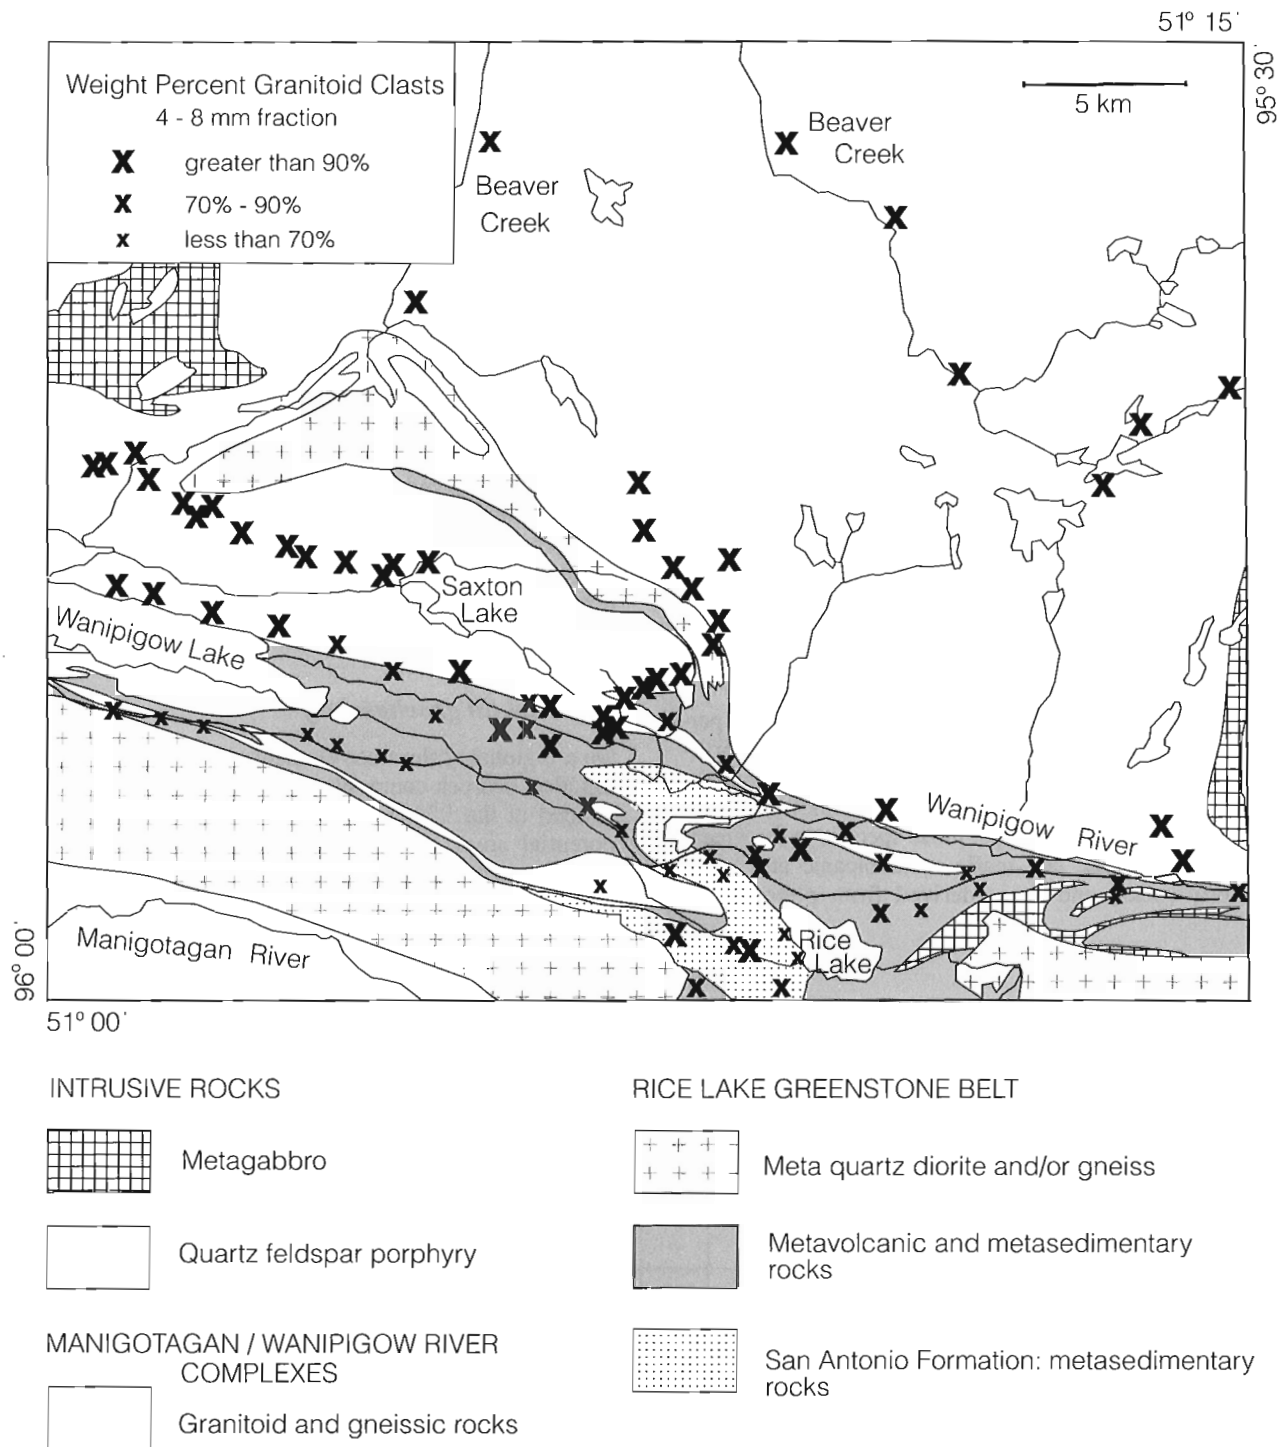 51° 15'
95° 30'
Weight Percent Granitoid Clasts
4 - 8 mm fraction
X greater than 90%
X 70% - 90%
x less than 70%
5 km
Beaver
Creek
Beaver
Creek
Saxton
Lake
Wanipigow Lake
Wanipigow River
Rice
Lake
Manigotagan River
96° 00'
51° 00'
INTRUSIVE ROCKS
Metagabbro
Quartz feldspar porphyry
MANIGOTAGAN / WANIPIGOW RIVER
COMPLEXES
Granitoid and gneissic rocks
RICE LAKE GREENSTONE BELT
Meta quartz diorite and/or gneiss
Metavolcanic and metasedimentary
rocks
San Antonio Formation: metasedimentary
rocks